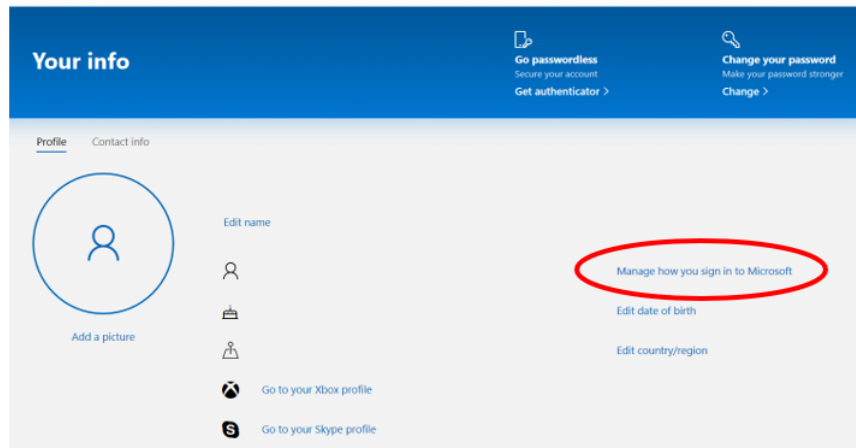 Your info
Go passwordless
Secure your account
Get authenticator >
Change your password
Make your password stronger
Change >
Profile
Contact info
Add a picture
Edit name
Manage how you sign in to Microsoft
Edit date of birth
Edit country/region
Go to your Xbox profile
Go to your Skype profile